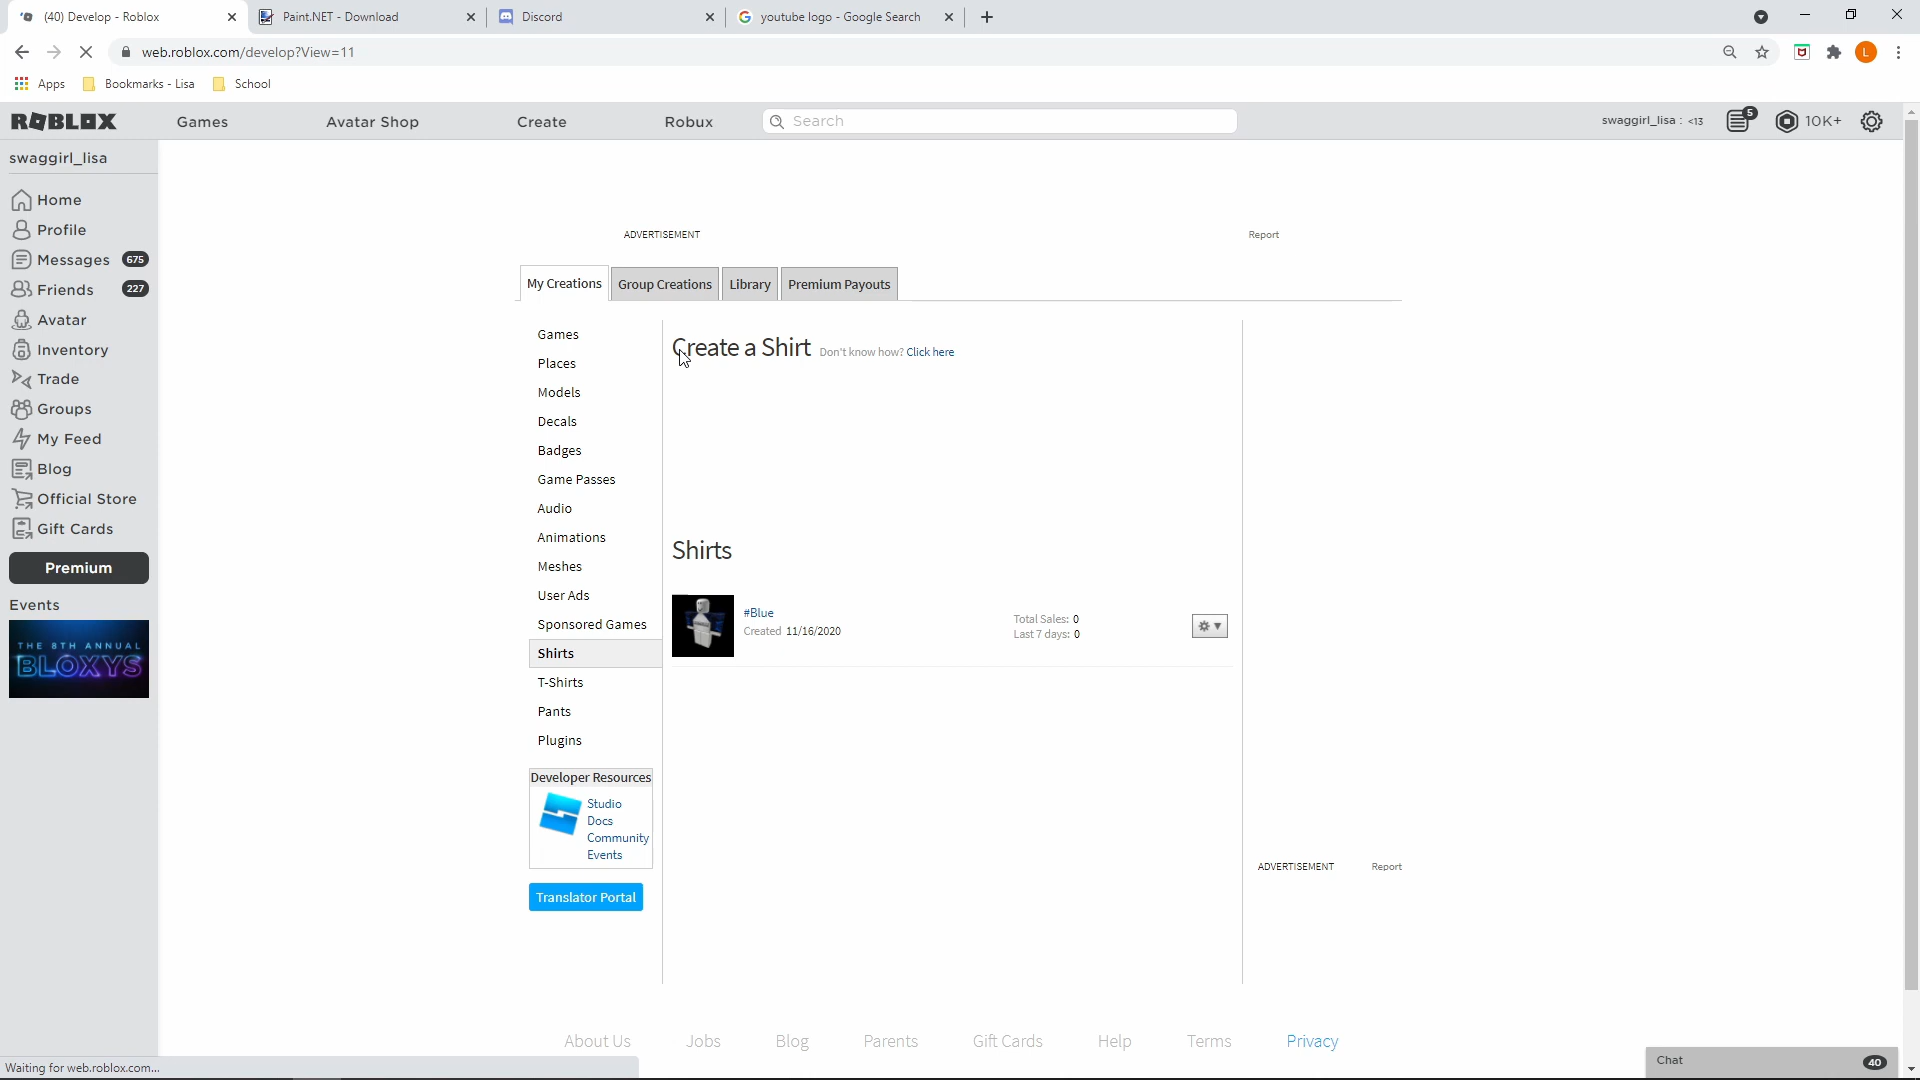 (40) Develop - Roblox
Paint.NET - Download
Discord
youtube logo - Google Search
web.roblox.com/develop?View=11
L
Apps
Bookmarks - Lisa
School
ROBLOX
Games
Avatar Shop
Create
Robux
Search
swaggirl_lisa : <13
5
10K+
swaggirl_lisa
Home
Profile
Messages 675
Friends 227
Avatar
Inventory
Trade
Groups
My Feed
Blog
Official Store
Gift Cards
Premium
Events
THE 8TH ANNUAL
BLOXYS
ADVERTISEMENT
Report
My Creations
Group Creations
Library
Premium Payouts
Games
Places
Models
Decals
Badges
Game Passes
Audio
Animations
Meshes
User Ads
Sponsored Games
Shirts
T-Shirts
Pants
Plugins
Developer Resources
Studio
Docs
Community
Events
Translator Portal
Create a Shirt Don't know how? Click here
Shirts
#Blue
Created 11/16/2020
Total Sales: 0
Last 7 days: 0
ADVERTISEMENT
Report
About Us
Jobs
Blog
Parents
Gift Cards
Help
Terms
Privacy
Waiting for web.roblox.com...
Chat
40